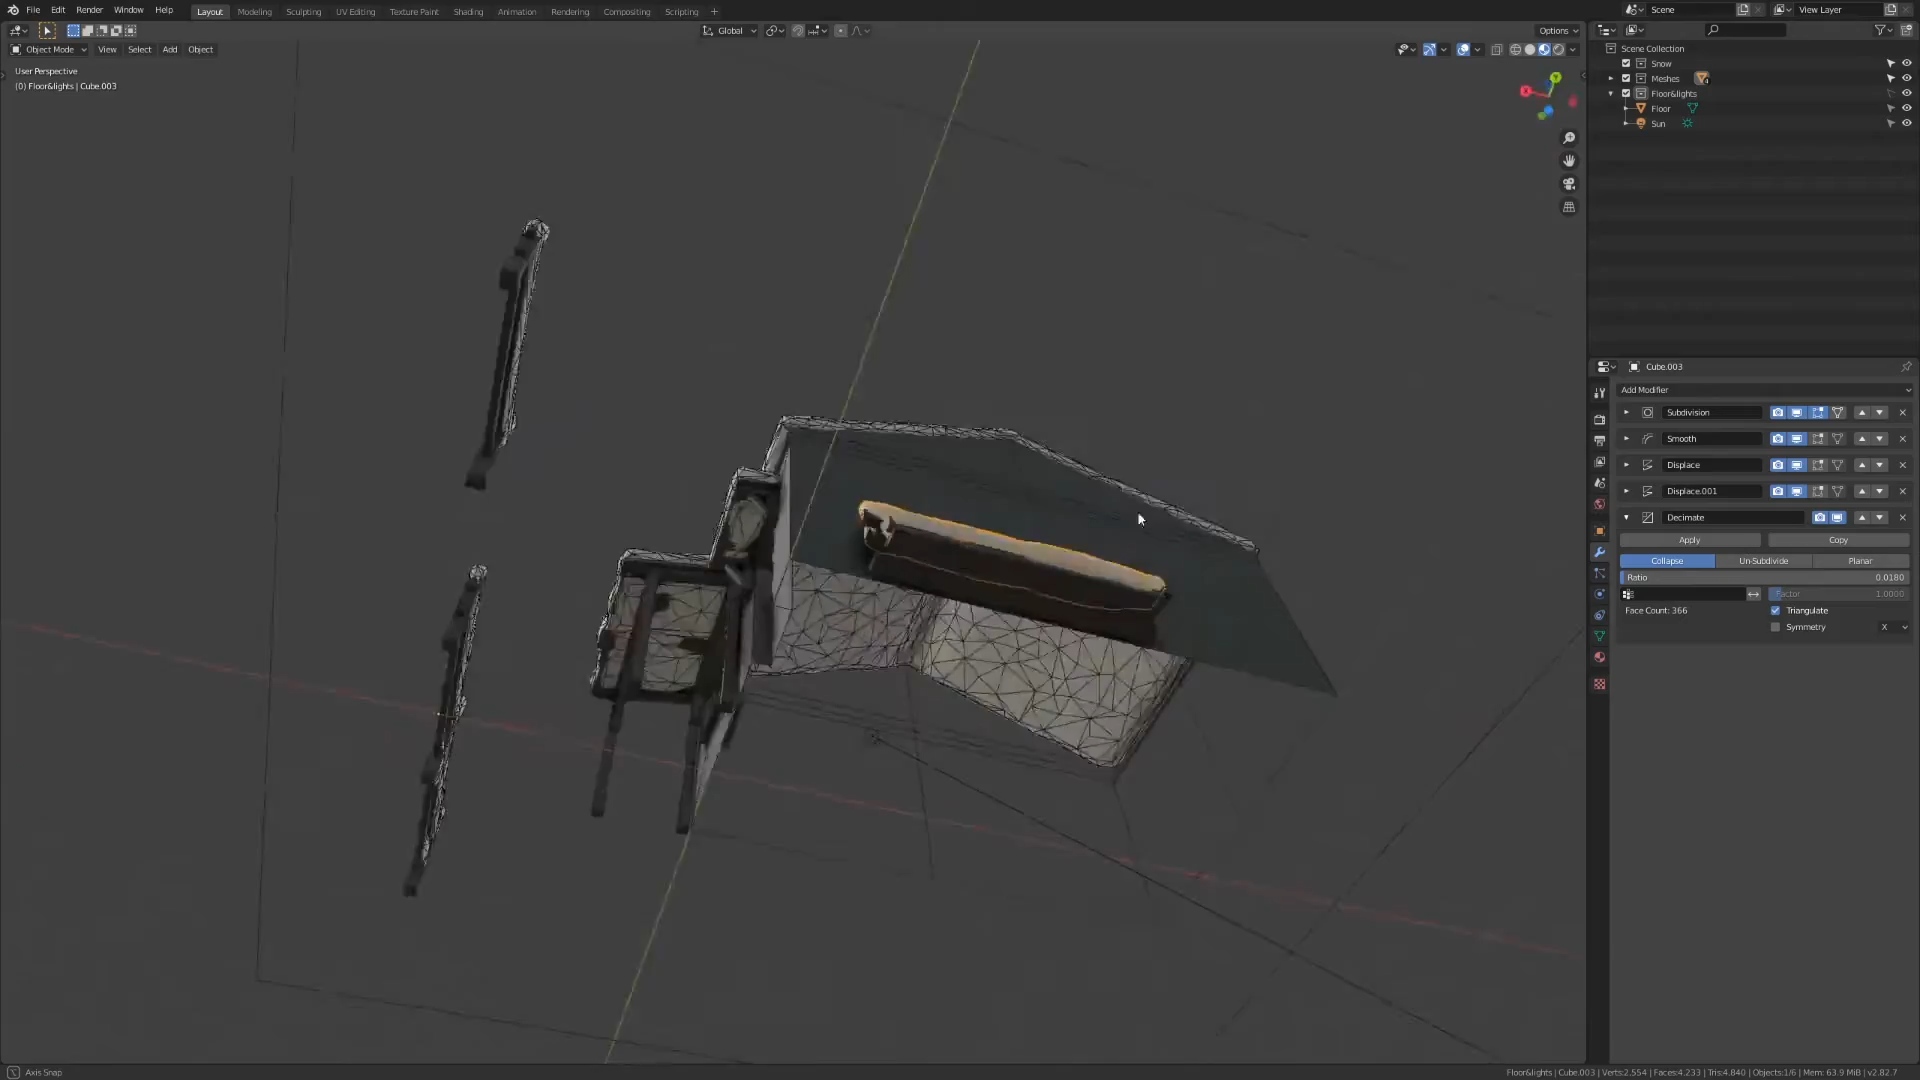 File Edit Render Window Help Layout Modeling Sculpting UV Editing Texture Paint Shading Animation Rendering Compositing Scripting + Scene View Layer
Global Options
Object Mode View Select Add Object
User Perspective
(0) Floor&lights | Cube.003
Scene Collection
Snow
Meshes
Floor&lights
Floor
Sun
Cube.003
Add Modifier
Subdivision
Smooth
Displace
Displace.001
Decimate
Apply Copy
Collapse Un-Subdivide Planar
Ratio 0.0180
Factor 1.0000
Face Count: 366 Triangulate
Symmetry X
Axis Snap Floor&lights | Cube.003 | Verts:2,554 | Faces:4,233 | Tris:4,840 | Objects:1/6 | Mem: 63.9 MiB | v2.82.7